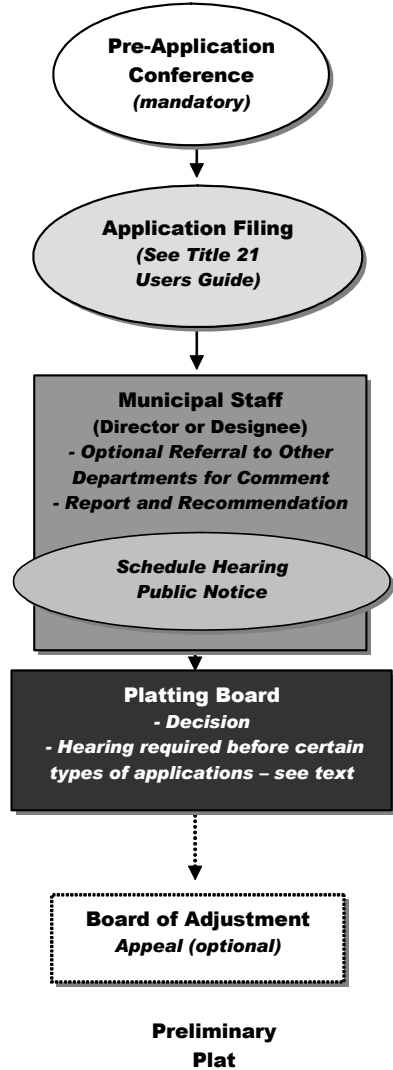 Pre-Application
Conference
(mandatory)
Application Filing
(See Title 21
Users Guide)
Municipal Staff
(Director or Designee)
- Optional Referral to Other
Departments for Comment
- Report and Recommendation
Schedule Hearing
Public Notice
Platting Board
- Decision
- Hearing required before certain
types of applications – see text
Board of Adjustment
Appeal (optional)
Preliminary
Plat